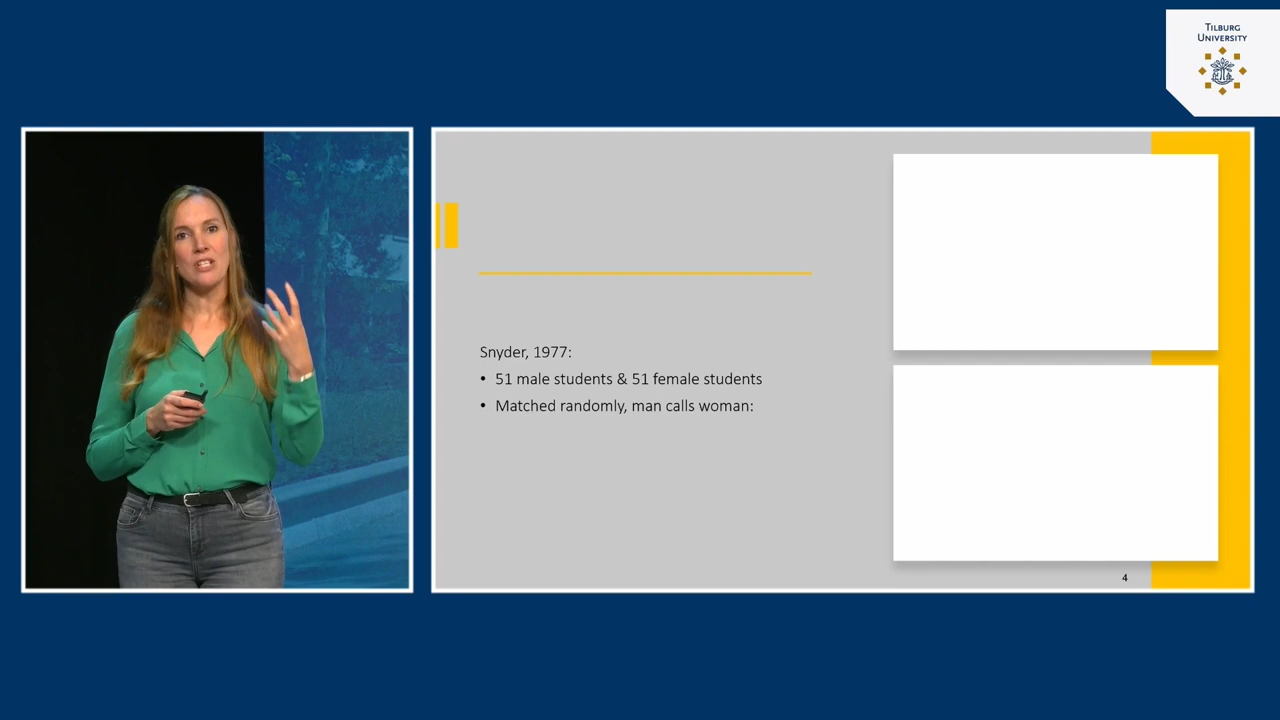 TILBURG
UNIVERSITY
Snyder, 1977:
• 51 male students & 51 female students
• Matched randomly, man calls woman:
4